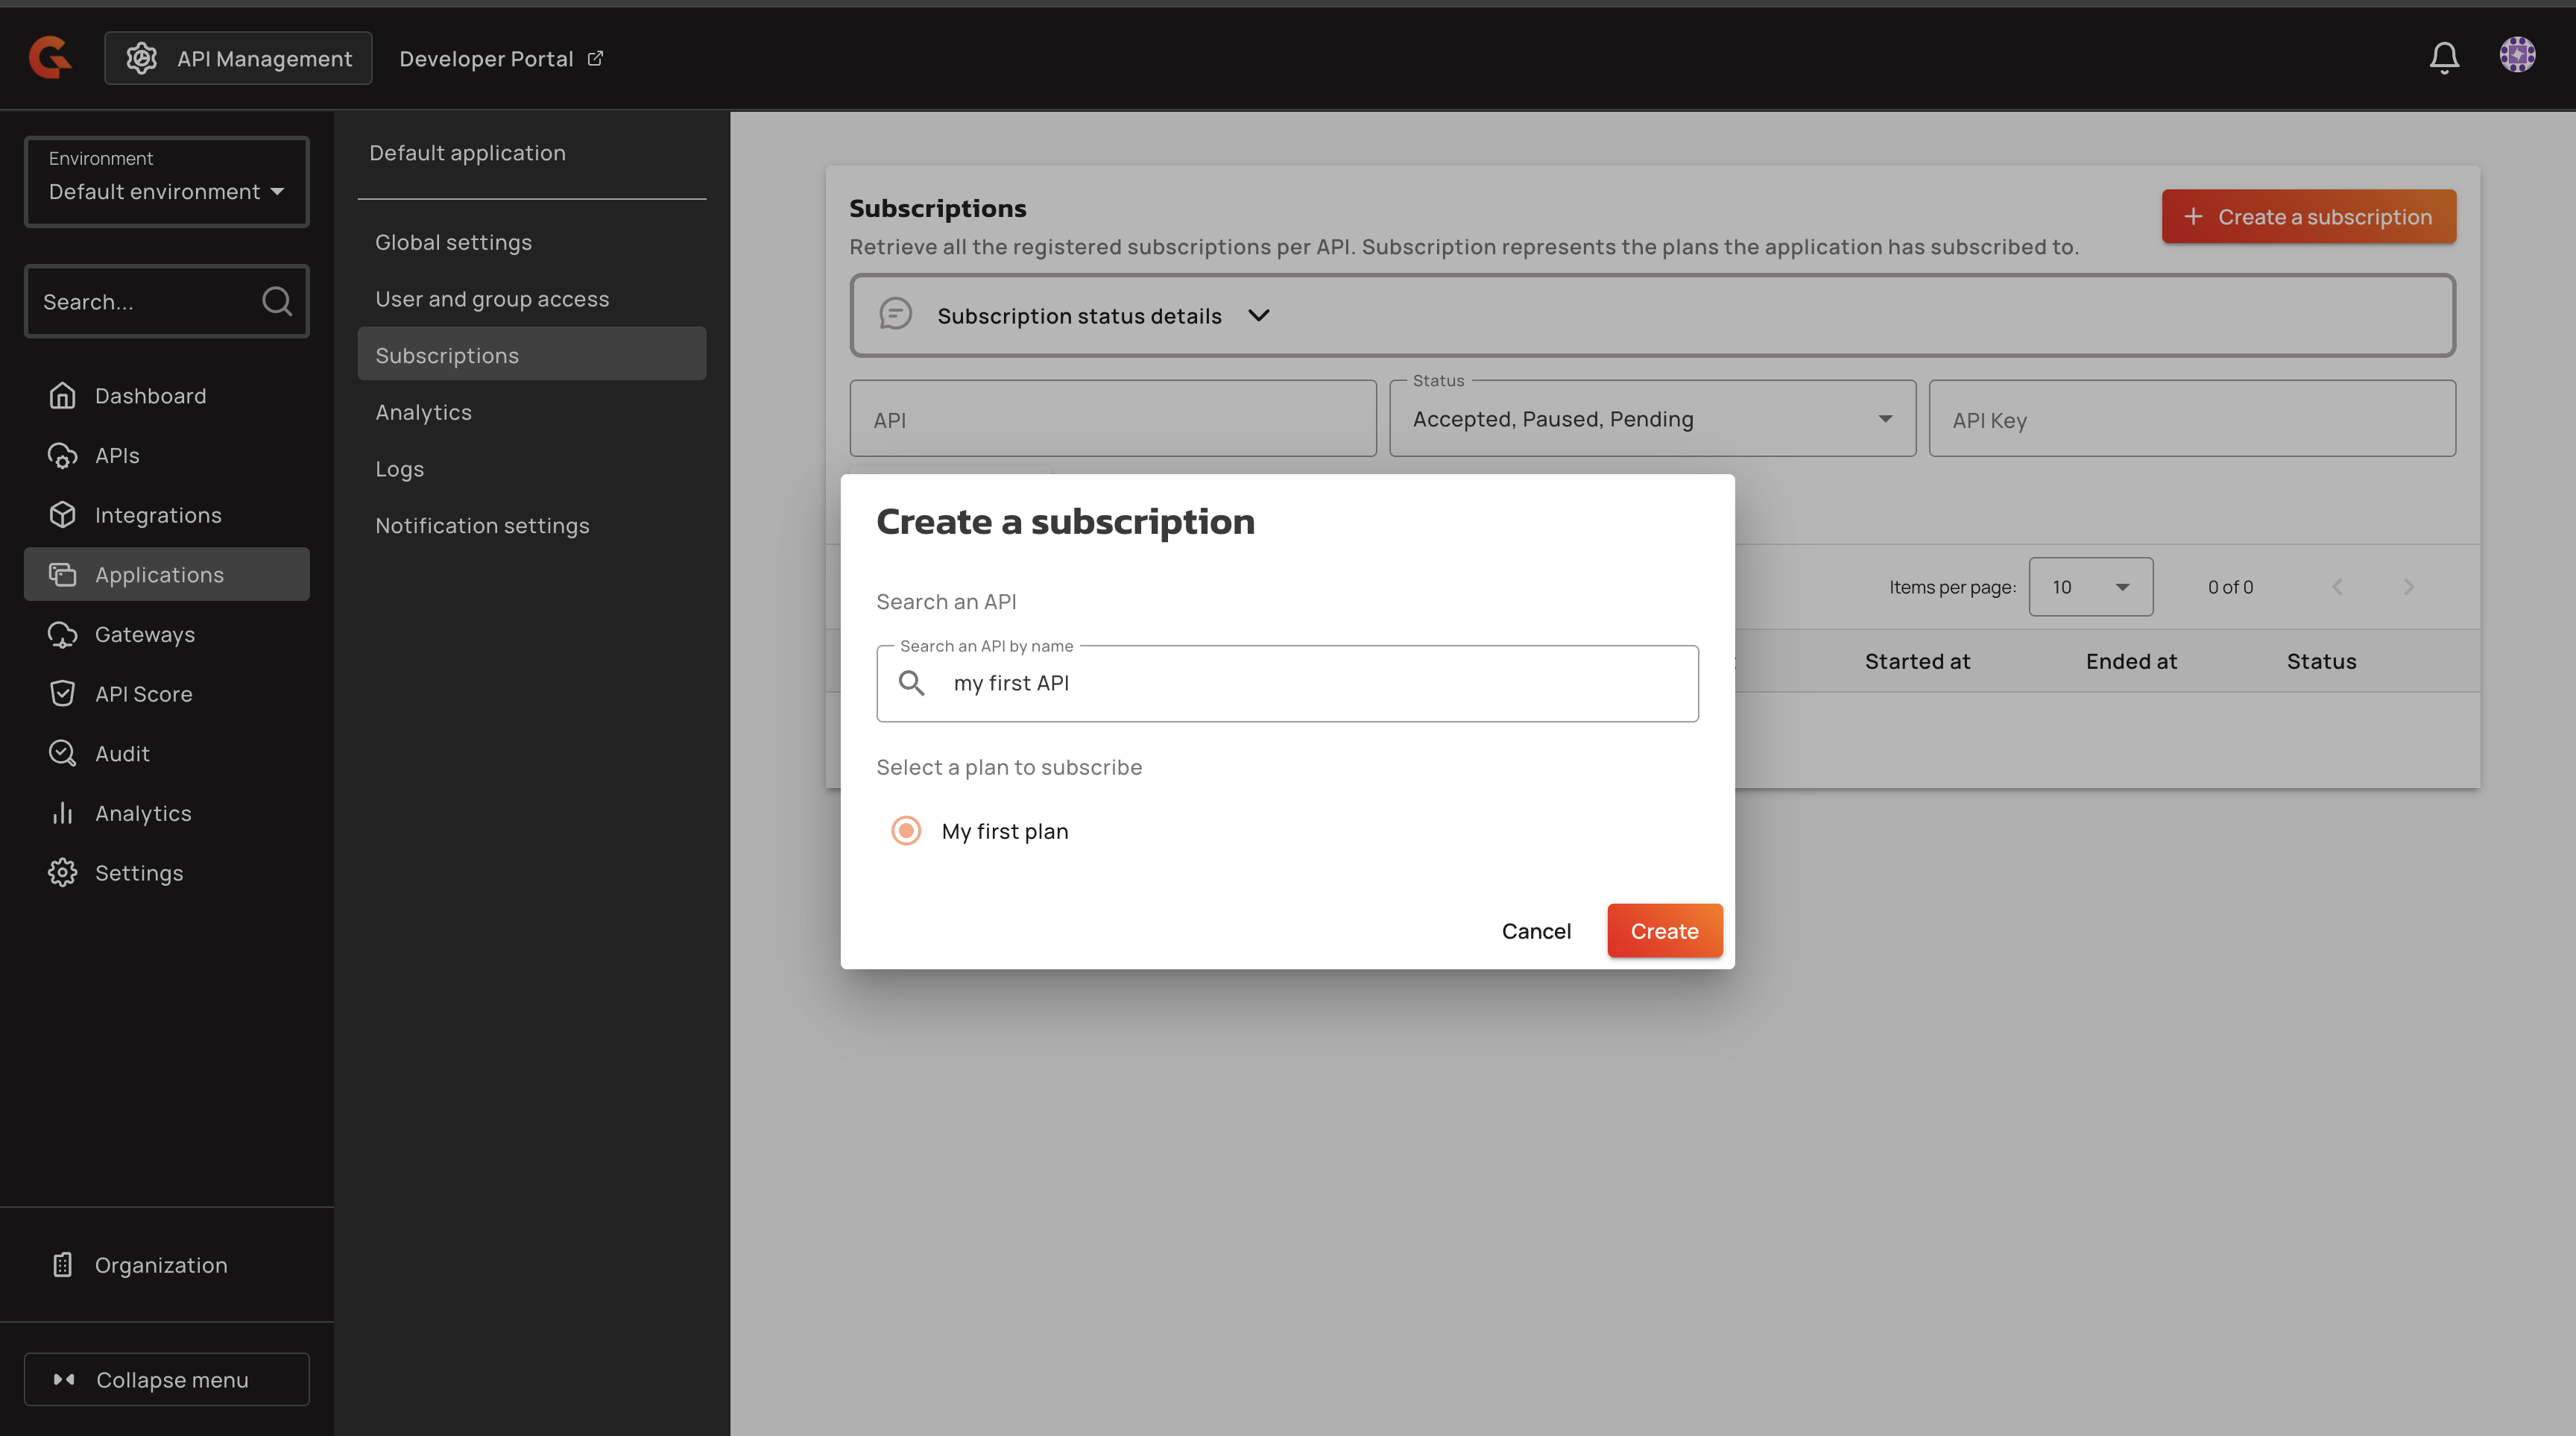 API Management
Developer Portal
Environment
Default environment
Search...
Dashboard
APIs
Integrations
Applications
Gateways
API Score
Audit
Analytics
Settings
Organization
Collapse menu
Default application
Global settings
User and group access
Subscriptions
Analytics
Logs
Notification settings
Subscriptions
Retrieve all the registered subscriptions per API. Subscription represents the plans the application has subscribed to.
Create a subscription
Subscription status details
API
Status
Accepted, Paused, Pending
API Key
Items per page:
10
0 of 0
Started at
Ended at
Status
Create a subscription
Search an API
Search an API by name
my first API
Select a plan to subscribe
My first plan
Cancel
Create